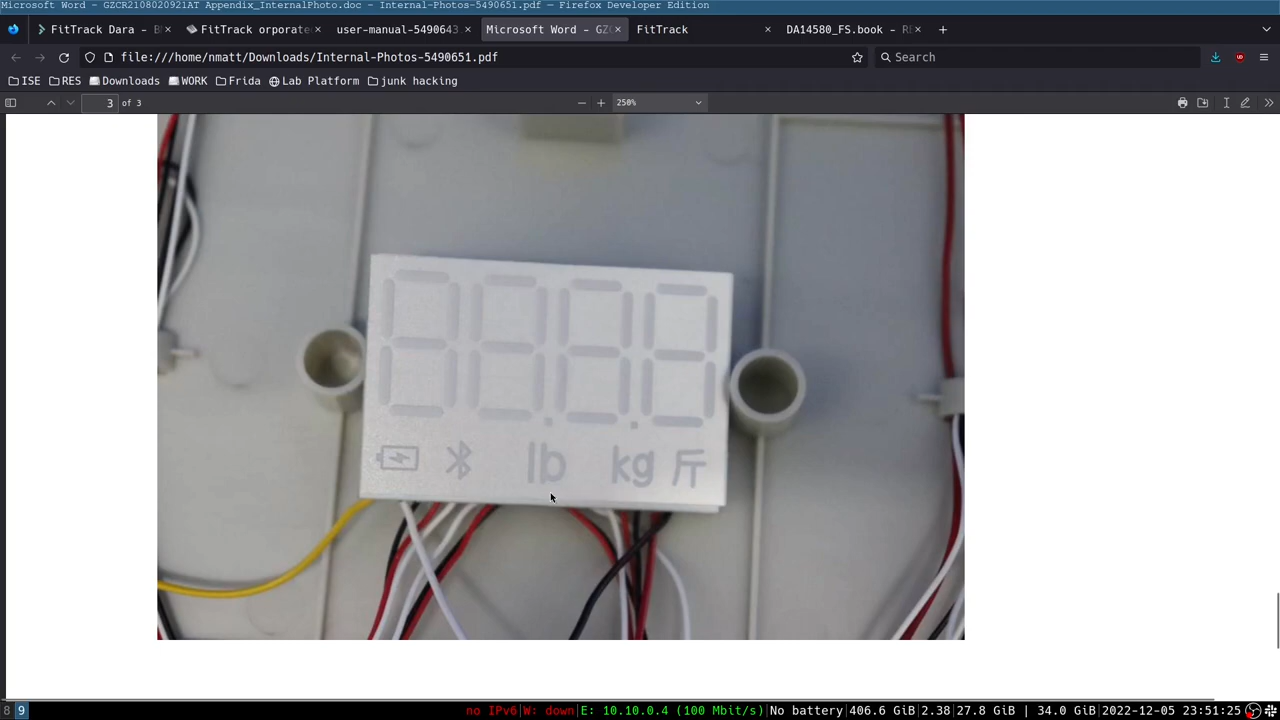 Microsoft Word - GZCR2108020921AT Appendix_InternalPhoto.doc - Internal-Photos-5490651.pdf — Firefox Developer Edition
FitTrack Dara - B
FitTrack orporate
user-manual-5490643
Microsoft Word - GZC
FitTrack
DA14580_FS.book - RE
file:///home/nmatt/Downloads/Internal-Photos-5490651.pdf
Search
ISE
RES
Downloads
WORK
Frida
Lab Platform
junk hacking
3 of 3
250%
lb kg 斤
8 9
no IPv6|W: down|E: 10.10.0.4 (100 Mbit/s)|No battery|406.6 GiB|2.38|27.8 GiB | 34.0 GiB|2022-12-05 23:51:25